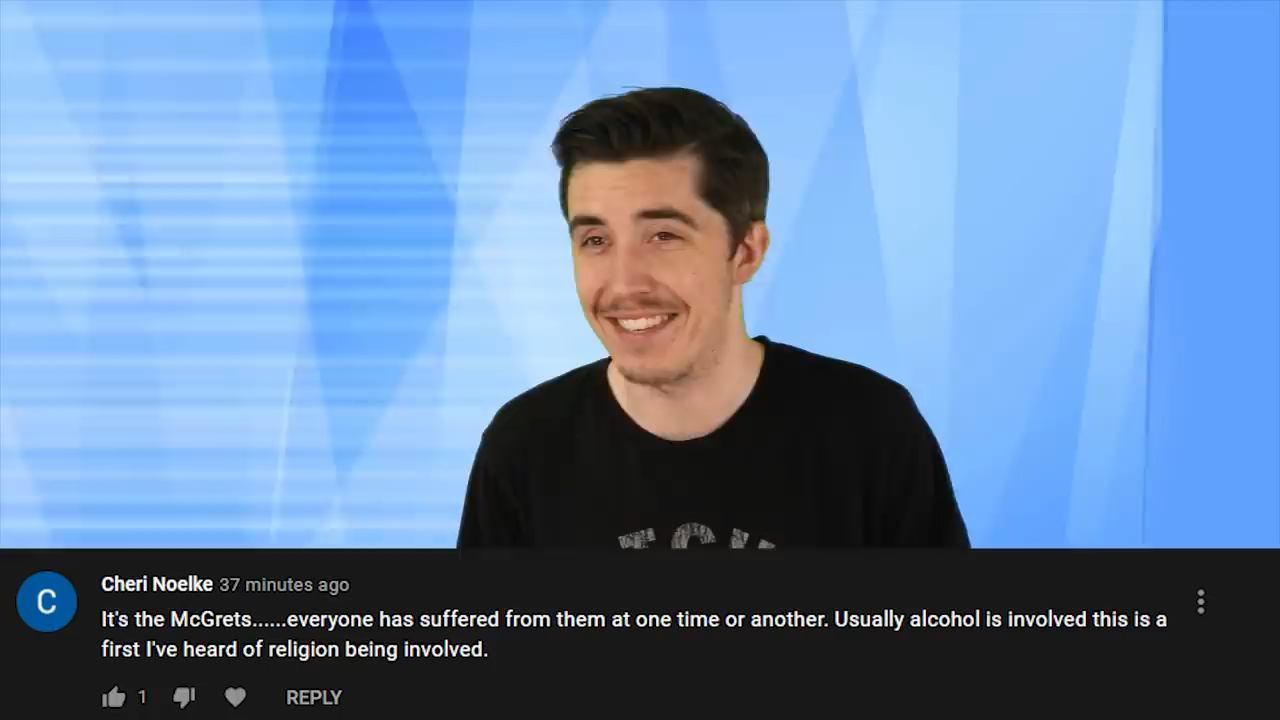 Cheri Noelke 37 minutes ago
It's the McGrets......everyone has suffered from them at one time or another. Usually alcohol is involved this is a
first I've heard of religion being involved.
1
REPLY
C